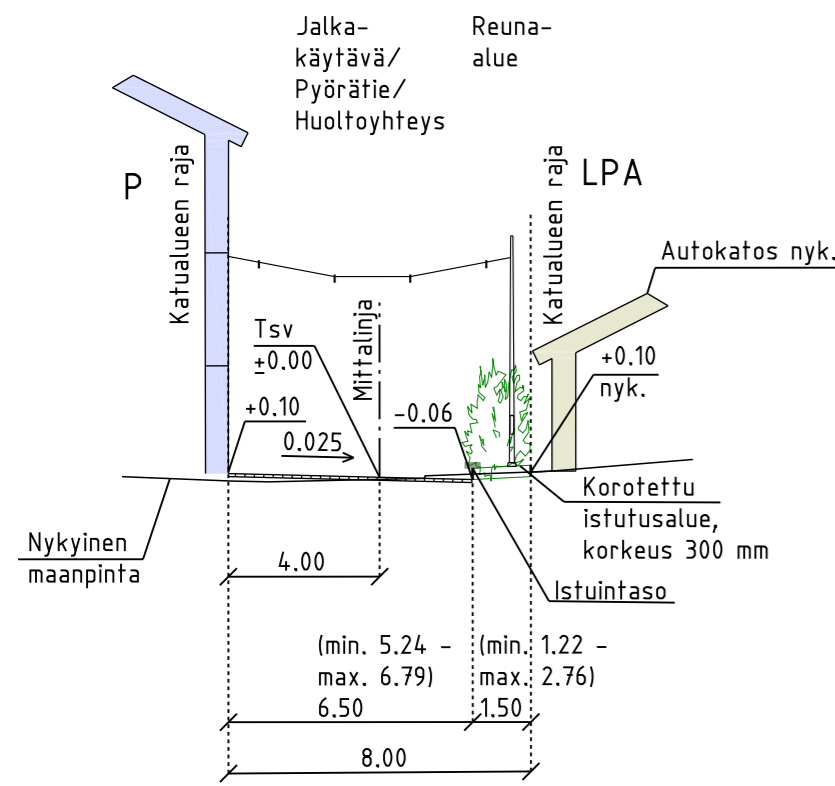 Jalka-
käytävä/
Pyörätie/
Huoltoyhteys
Reuna-
alue
P
Katualueen raja
Katualueen raja
LPA
Autokatos nyk.
Mittalinja
Tsv
±0.00
+0.10
0.025
-0.06
+0.10
nyk.
Korotettu
istutusalue,
korkeus 300 mm
Istuintaso
Nykyinen
maanpinta
4.00
(min. 5.24 -
max. 6.79)
6.50
(min. 1.22 -
max. 2.76)
1.50
8.00